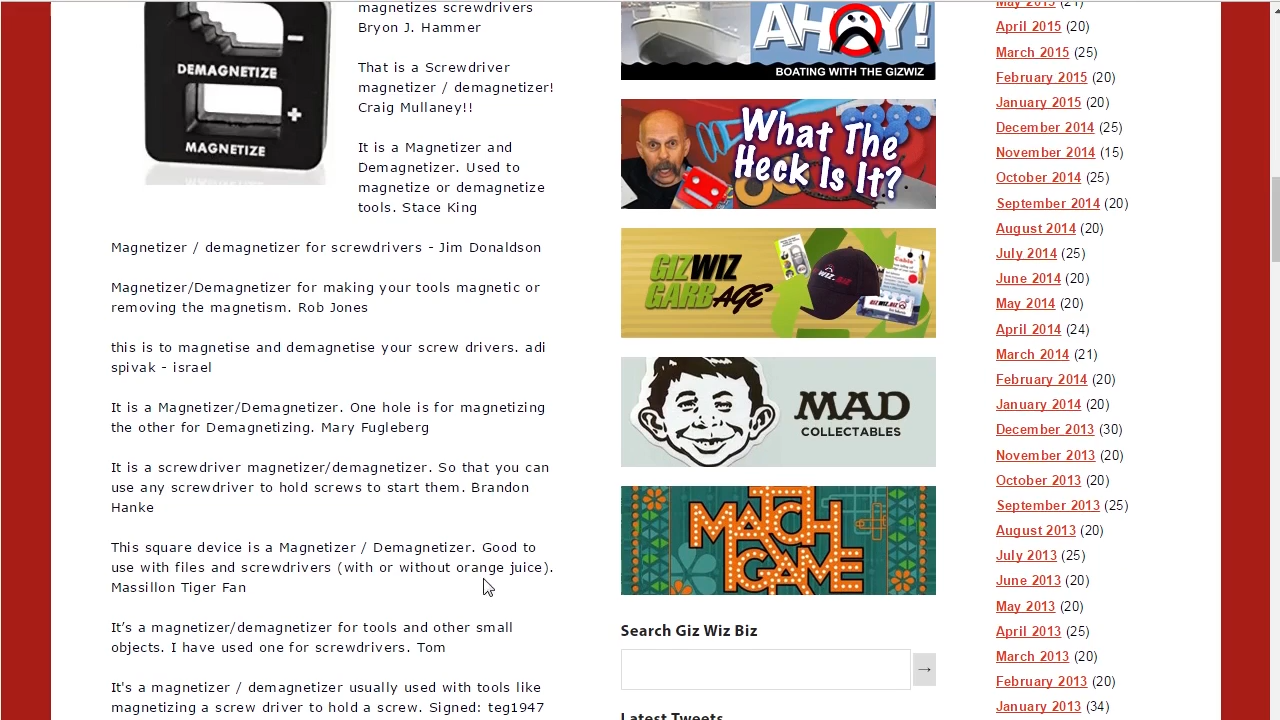 DEMAGNETIZE
MAGNETIZE
magnetizes screwdrivers
Bryon J. Hammer
That is a Screwdriver
magnetizer / demagnetizer!
Craig Mullaney!!
It is a Magnetizer and
Demagnetizer. Used to
magnetize or demagnetize
tools. Stace King
Magnetizer / demagnetizer for screwdrivers - Jim Donaldson
Magnetizer/Demagnetizer for making your tools magnetic or
removing the magnetism. Rob Jones
this is to magnetise and demagnetise your screw drivers. adi
spivak - israel
It is a Magnetizer/Demagnetizer. One hole is for magnetizing
the other for Demagnetizing. Mary Fugleberg
It is a screwdriver magnetizer/demagnetizer. So that you can
use any screwdriver to hold screws to start them. Brandon
Hanke
This square device is a Magnetizer / Demagnetizer. Good to
use with files and screwdrivers (with or without orange juice).
Massillon Tiger Fan
It’s a magnetizer/demagnetizer for tools and other small
objects. I have used one for screwdrivers. Tom
It's a magnetizer / demagnetizer usually used with tools like
magnetizing a screw driver to hold a screw. Signed: teg1947
AHOY!
BOATING WITH THE GIZWIZ
What The
Heck Is It?
GIZWIZ
GARBAGE
MAD
COLLECTABLES
MATCH
GAME
Search Giz Wiz Biz
→
Latest Tweets
May 2015 (21)
April 2015 (20)
March 2015 (25)
February 2015 (20)
January 2015 (20)
December 2014 (25)
November 2014 (15)
October 2014 (25)
September 2014 (20)
August 2014 (20)
July 2014 (25)
June 2014 (20)
May 2014 (20)
April 2014 (24)
March 2014 (21)
February 2014 (20)
January 2014 (20)
December 2013 (30)
November 2013 (20)
October 2013 (20)
September 2013 (25)
August 2013 (20)
July 2013 (25)
June 2013 (20)
May 2013 (20)
April 2013 (25)
March 2013 (20)
February 2013 (20)
January 2013 (34)